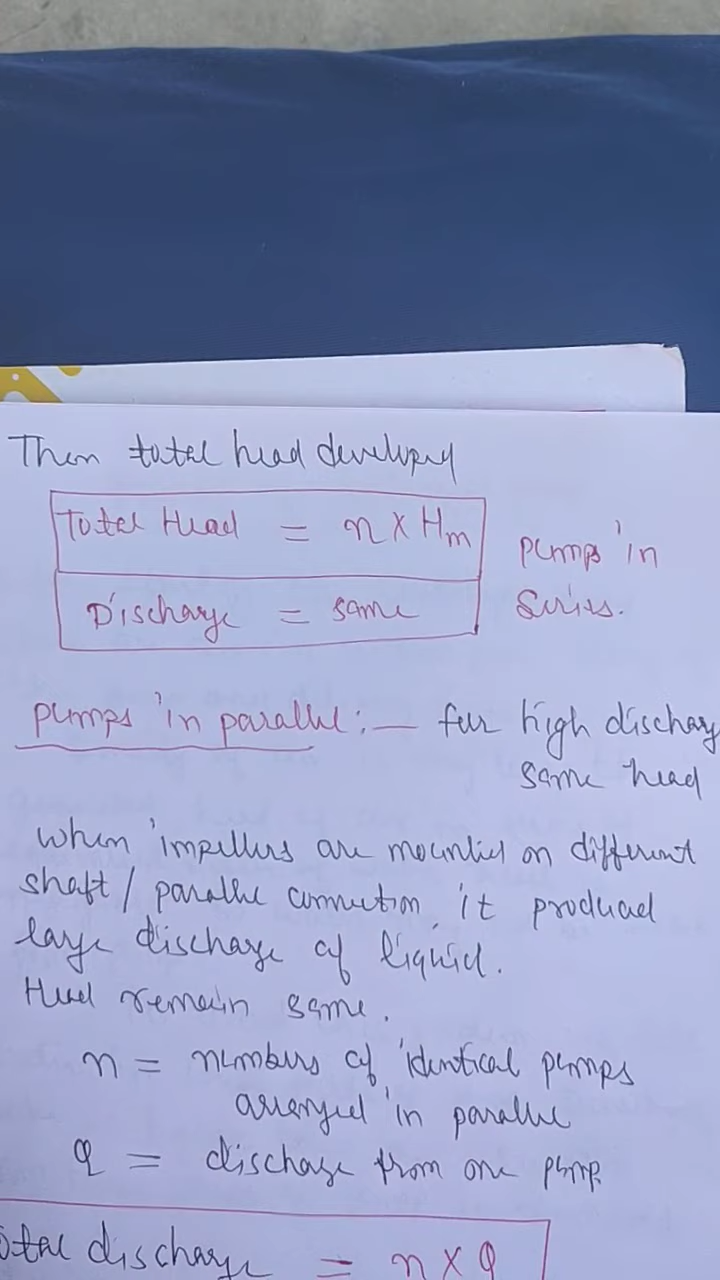 Then total head developed
Total Head = n × Hm
pumps in
Discharge = same
Series.
pumps in parallel :— for high discharg
same head
when impellers are mounted on different
shaft / parallel connection, it produced
large discharge of liquid.
Head remain same.
n = numbers of identical pumps
arranged in parallel
Q = discharge from one pump.
otal discharge = n × Q